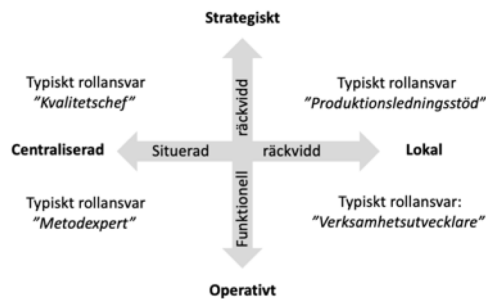 Strategiskt
Typiskt rollansvar
”Kvalitetschef”
räckvidd
Typiskt rollansvar
”Produktionsledningsstöd”
Centraliserad
Situerad
räckvidd
Lokal
Typiskt rollansvar
”Metodexpert”
Funktionell
Typiskt rollansvar:
”Verksamhetsutvecklare”
Operativt